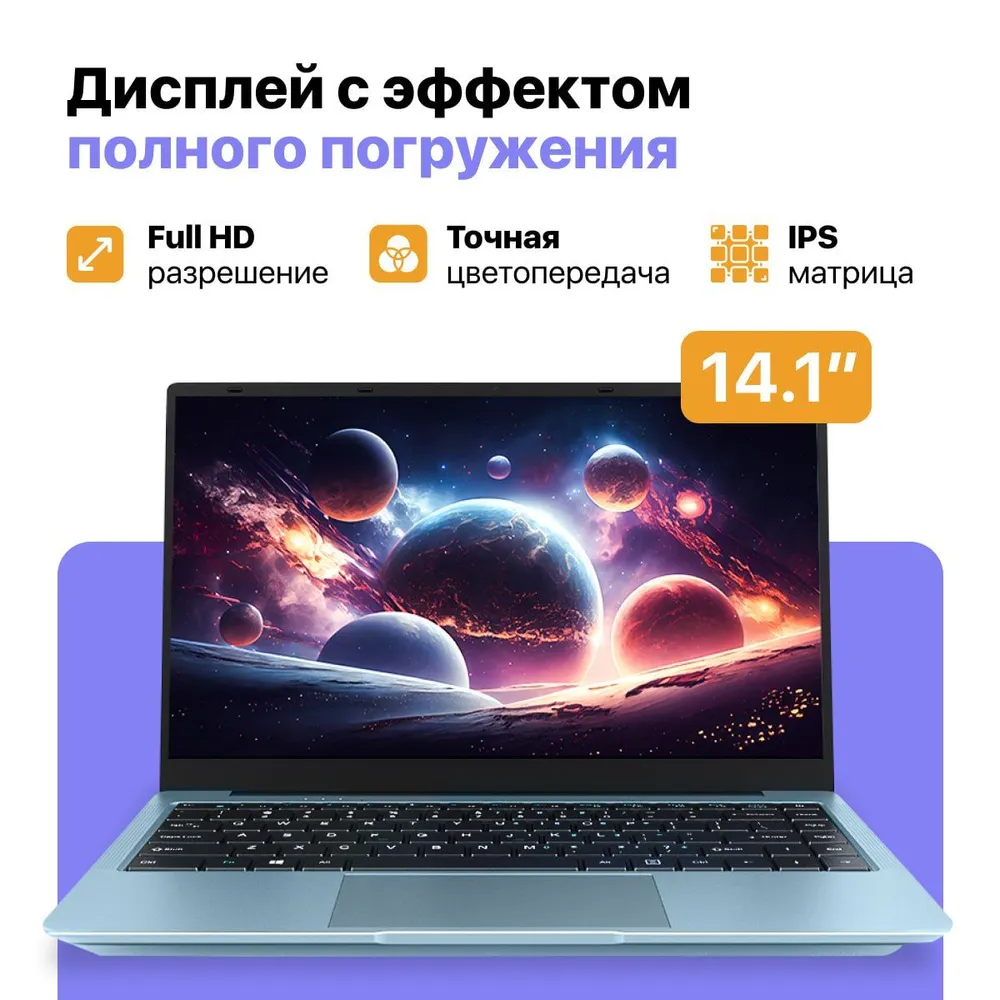 Дисплей с эффектом
полного погружения
Full HD
разрешение
Точная
цветопередача
IPS
матрица
14.1”